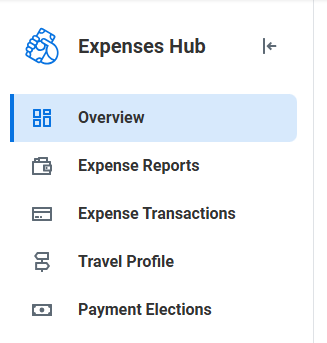 Expenses Hub
Overview
Expense Reports
Expense Transactions
Travel Profile
Payment Elections